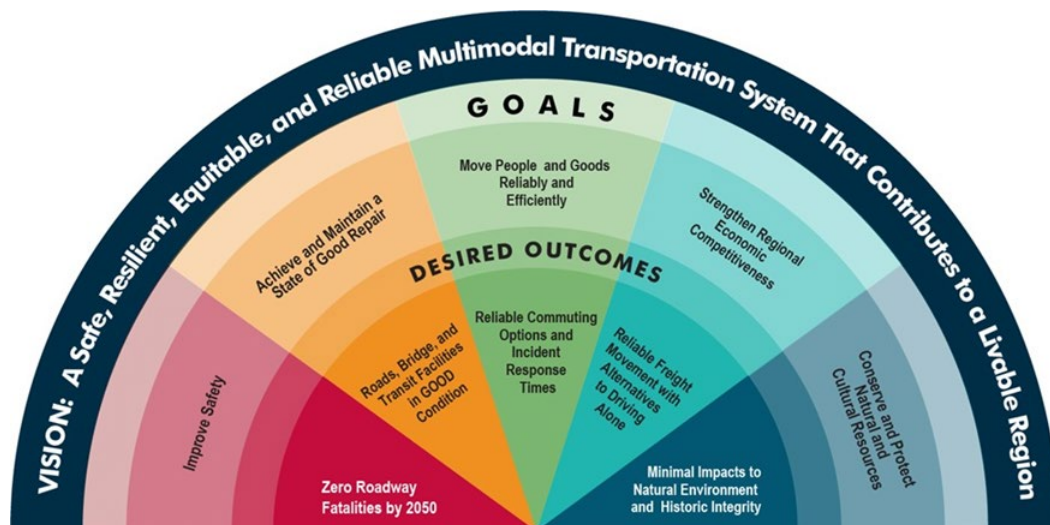 VISION: A Safe, Resilient, Equitable, and Reliable Multimodal Transportation System That Contributes to a Livable Region
GOALS
Improve Safety
Achieve and Maintain a
State of Good Repair
Move People and Goods
Reliably and
Efficiently
Strengthen Regional
Economic
Competitiveness
Conserve and Protect
Natural and
Cultural Resources
DESIRED OUTCOMES
Zero Roadway
Fatalities by 2050
Roads, Bridge, and
Transit Facilities
in GOOD
Condition
Reliable Commuting
Options and
Incident
Response
Times
Reliable Freight
Movement with
Alternatives
to Driving
Alone
Minimal Impacts to
Natural Environment
and Historic Integrity